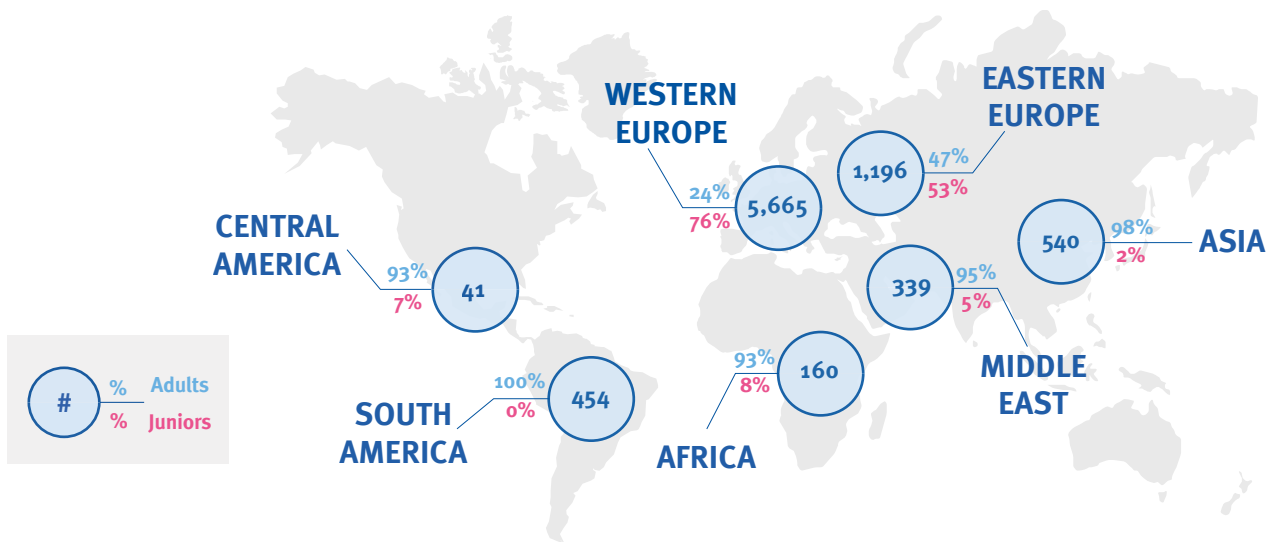 WESTERN
EUROPE
24%
76%
5,665
EASTERN
EUROPE
1,196
47%
53%
CENTRAL
AMERICA
93%
7%
41
540
98%
2%
ASIA
339
95%
5%
MIDDLE
EAST
SOUTH
AMERICA
100%
0%
454
AFRICA
93%
8%
160
#
% Adults
% Juniors